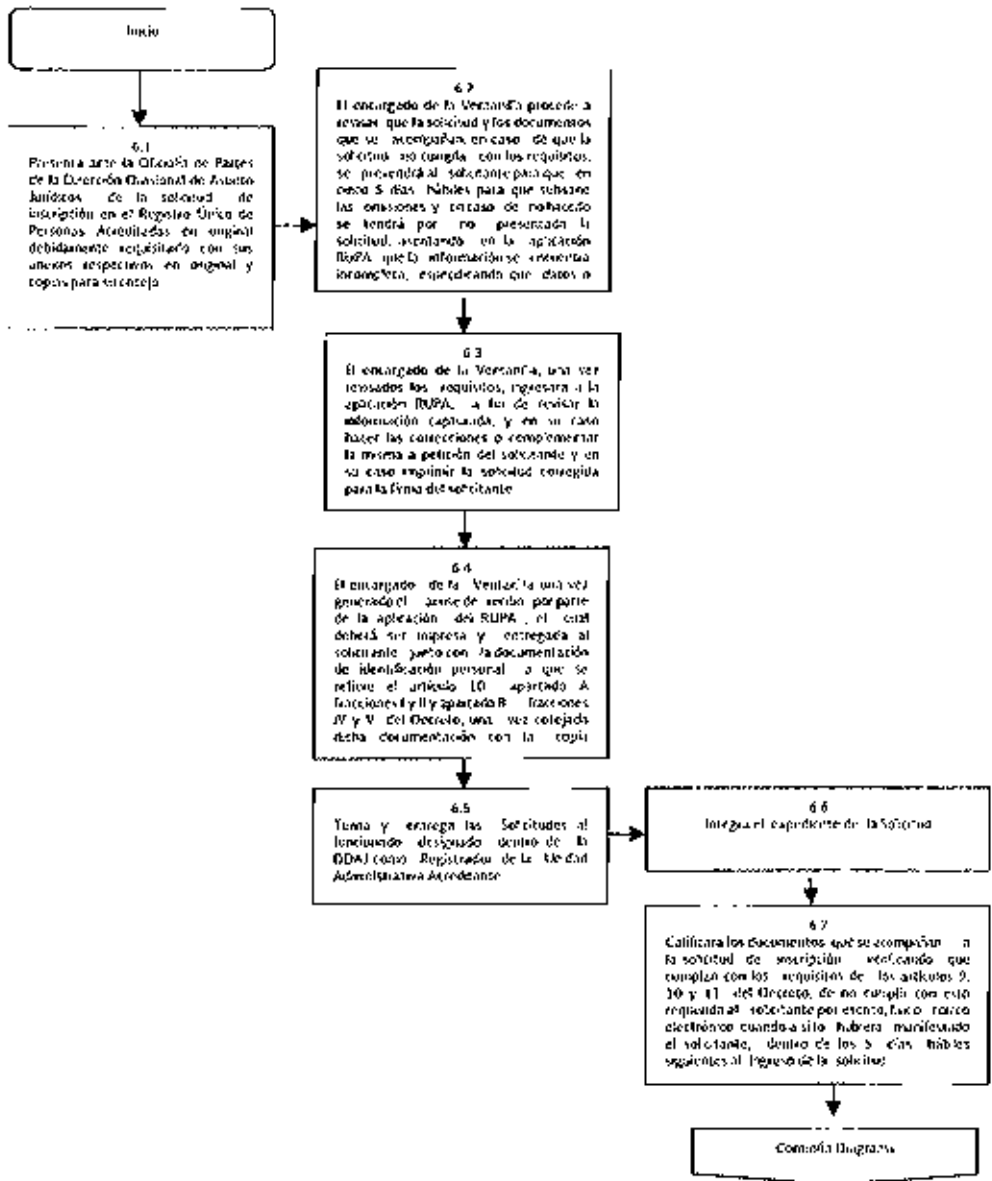 Inicio
6.1
Presenta ante la Oficialía de Partes
de la Dirección Divisional de Asuntos
Jurídicos de la solicitud de
inscripción en el Registro Único de
Personas Acreditadas en original
debidamente requisitado con sus
anexos respectivos en original y
copias para
6.2
El encargado de la Ventanilla procede a
revisar que la solicitud y los documentos
que se acompañan, en caso de que la
solicitud no cumpla con los requisitos,
se prevendrá al solicitante para que en
5 días hábiles para que subsane
las omisiones y en caso de no hacerlo
se tendrá por no presentada la
solicitud, asentando en la aplicación
RUPA que la información se encuentra
incompleta, especificando que datos o
6.3
El encargado de la Ventanilla, una vez
revisados los requisitos, ingresara a la
aplicación RUPA, a fin de revisar la
información capturada, y en su caso
hacer las correcciones o complementar
la misma a petición del solicitante y en
su caso imprimir la solicitud corregida
para la firma del solicitante
6.4
El encargado de la Ventanilla una vez
generado el acuse de recibo por parte
de la aplicación del RUPA, el cual
deberá ser impresa y entregada al
solicitante junto con la documentación
de identificación personal a que se
refiere el artículo 10 apartado A
fracciones I y II y apartado B fracciones
IV y V del Decreto, una vez cotejada
dicha documentación con la copia
6.5
Turna y entrega las Solicitudes al
funcionario designado dentro de la
DDAJ como Registrador de la Unidad
Administrativa Acreditante
6.6
Integra el expediente de la Solicitud
6.7
Calificara los documentos que se acompañan a
la solicitud de inscripción verificando que
cumplan con los requisitos de los artículos 9,
10 y 11 del Decreto, de no cumplir con esto
requerirá al solicitante por escrito, físico correo
electrónico cuando así lo hubiera manifestado
el solicitante, dentro de los 5 días hábiles
siguientes al ingreso de la solicitud
Continúa Diagrama